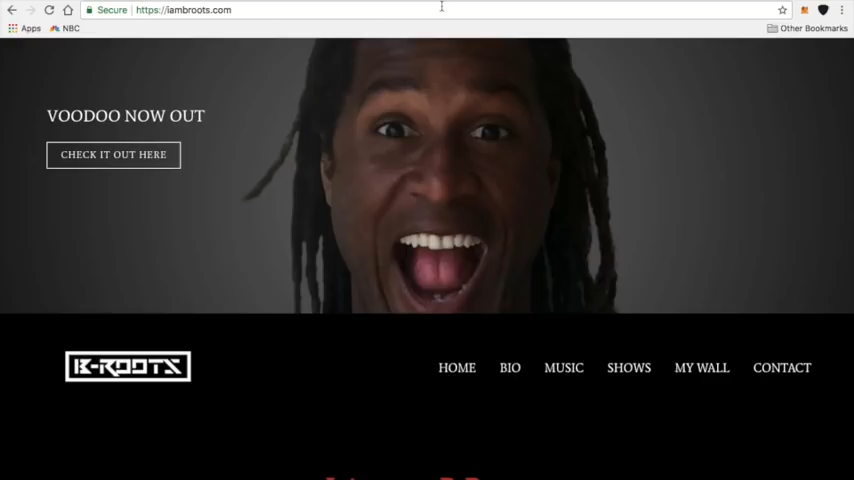 Secure https://iambroots.com
Apps NBC Other Bookmarks
VOODOO NOW OUT
CHECK IT OUT HERE
B-ROOTS HOME BIO MUSIC SHOWS MY WALL CONTACT